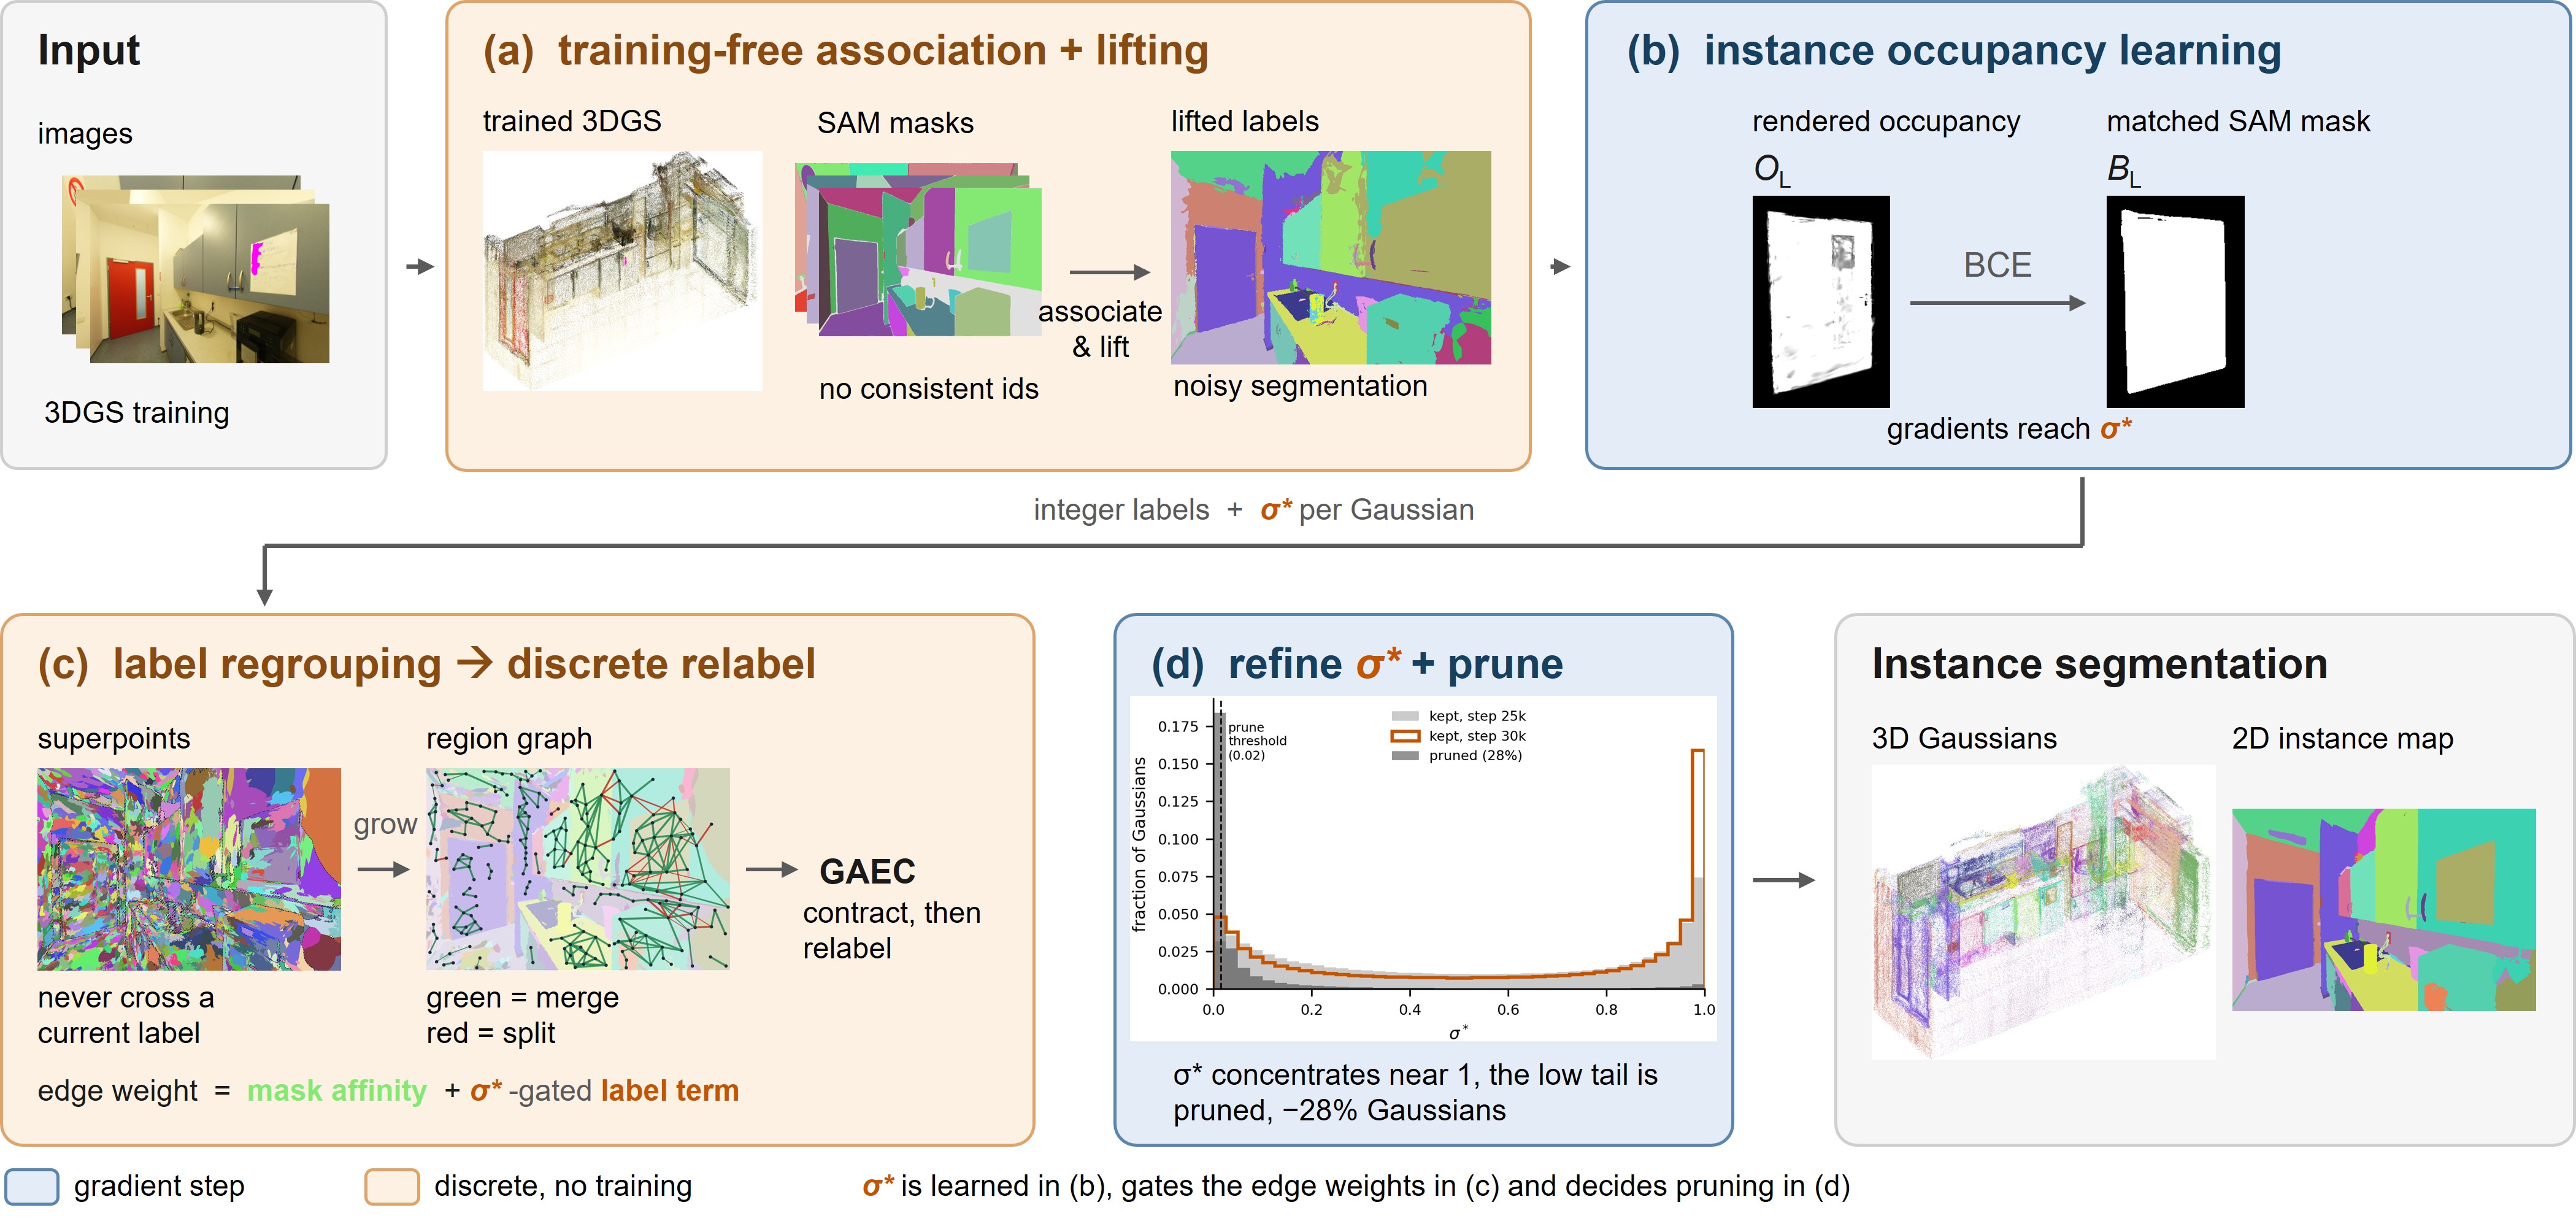 Input
images
3DGS training
(a) training-free association + lifting
trained 3DGS
SAM masks
lifted labels
associate
& lift
no consistent ids
noisy segmentation
(b) instance occupancy learning
rendered occupancy
matched SAM mask
O_L
B_L
BCE
gradients reach σ*
integer labels + σ* per Gaussian
(c) label regrouping → discrete relabel
superpoints
region graph
grow
GAEC
contract, then
relabel
never cross a
current label
green = merge
red = split
edge weight = mask affinity + σ* -gated label term
(d) refine σ* + prune
fraction of Gaussians
0.175
0.150
0.125
0.100
0.075
0.050
0.025
0.000
prune
threshold
(0.02)
kept, step 25k
kept, step 30k
pruned (28%)
0.0 0.2 0.4 0.6 0.8 1.0
σ*
σ* concentrates near 1, the low tail is
pruned, −28% Gaussians
Instance segmentation
3D Gaussians
2D instance map
gradient step
discrete, no training
σ* is learned in (b), gates the edge weights in (c) and decides pruning in (d)